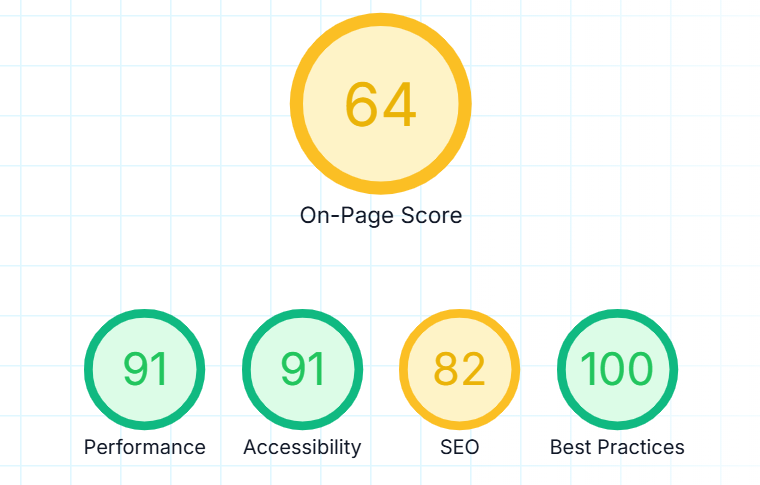 64
On-Page Score
91
91
82
100
Performance
Accessibility
SEO
Best Practices